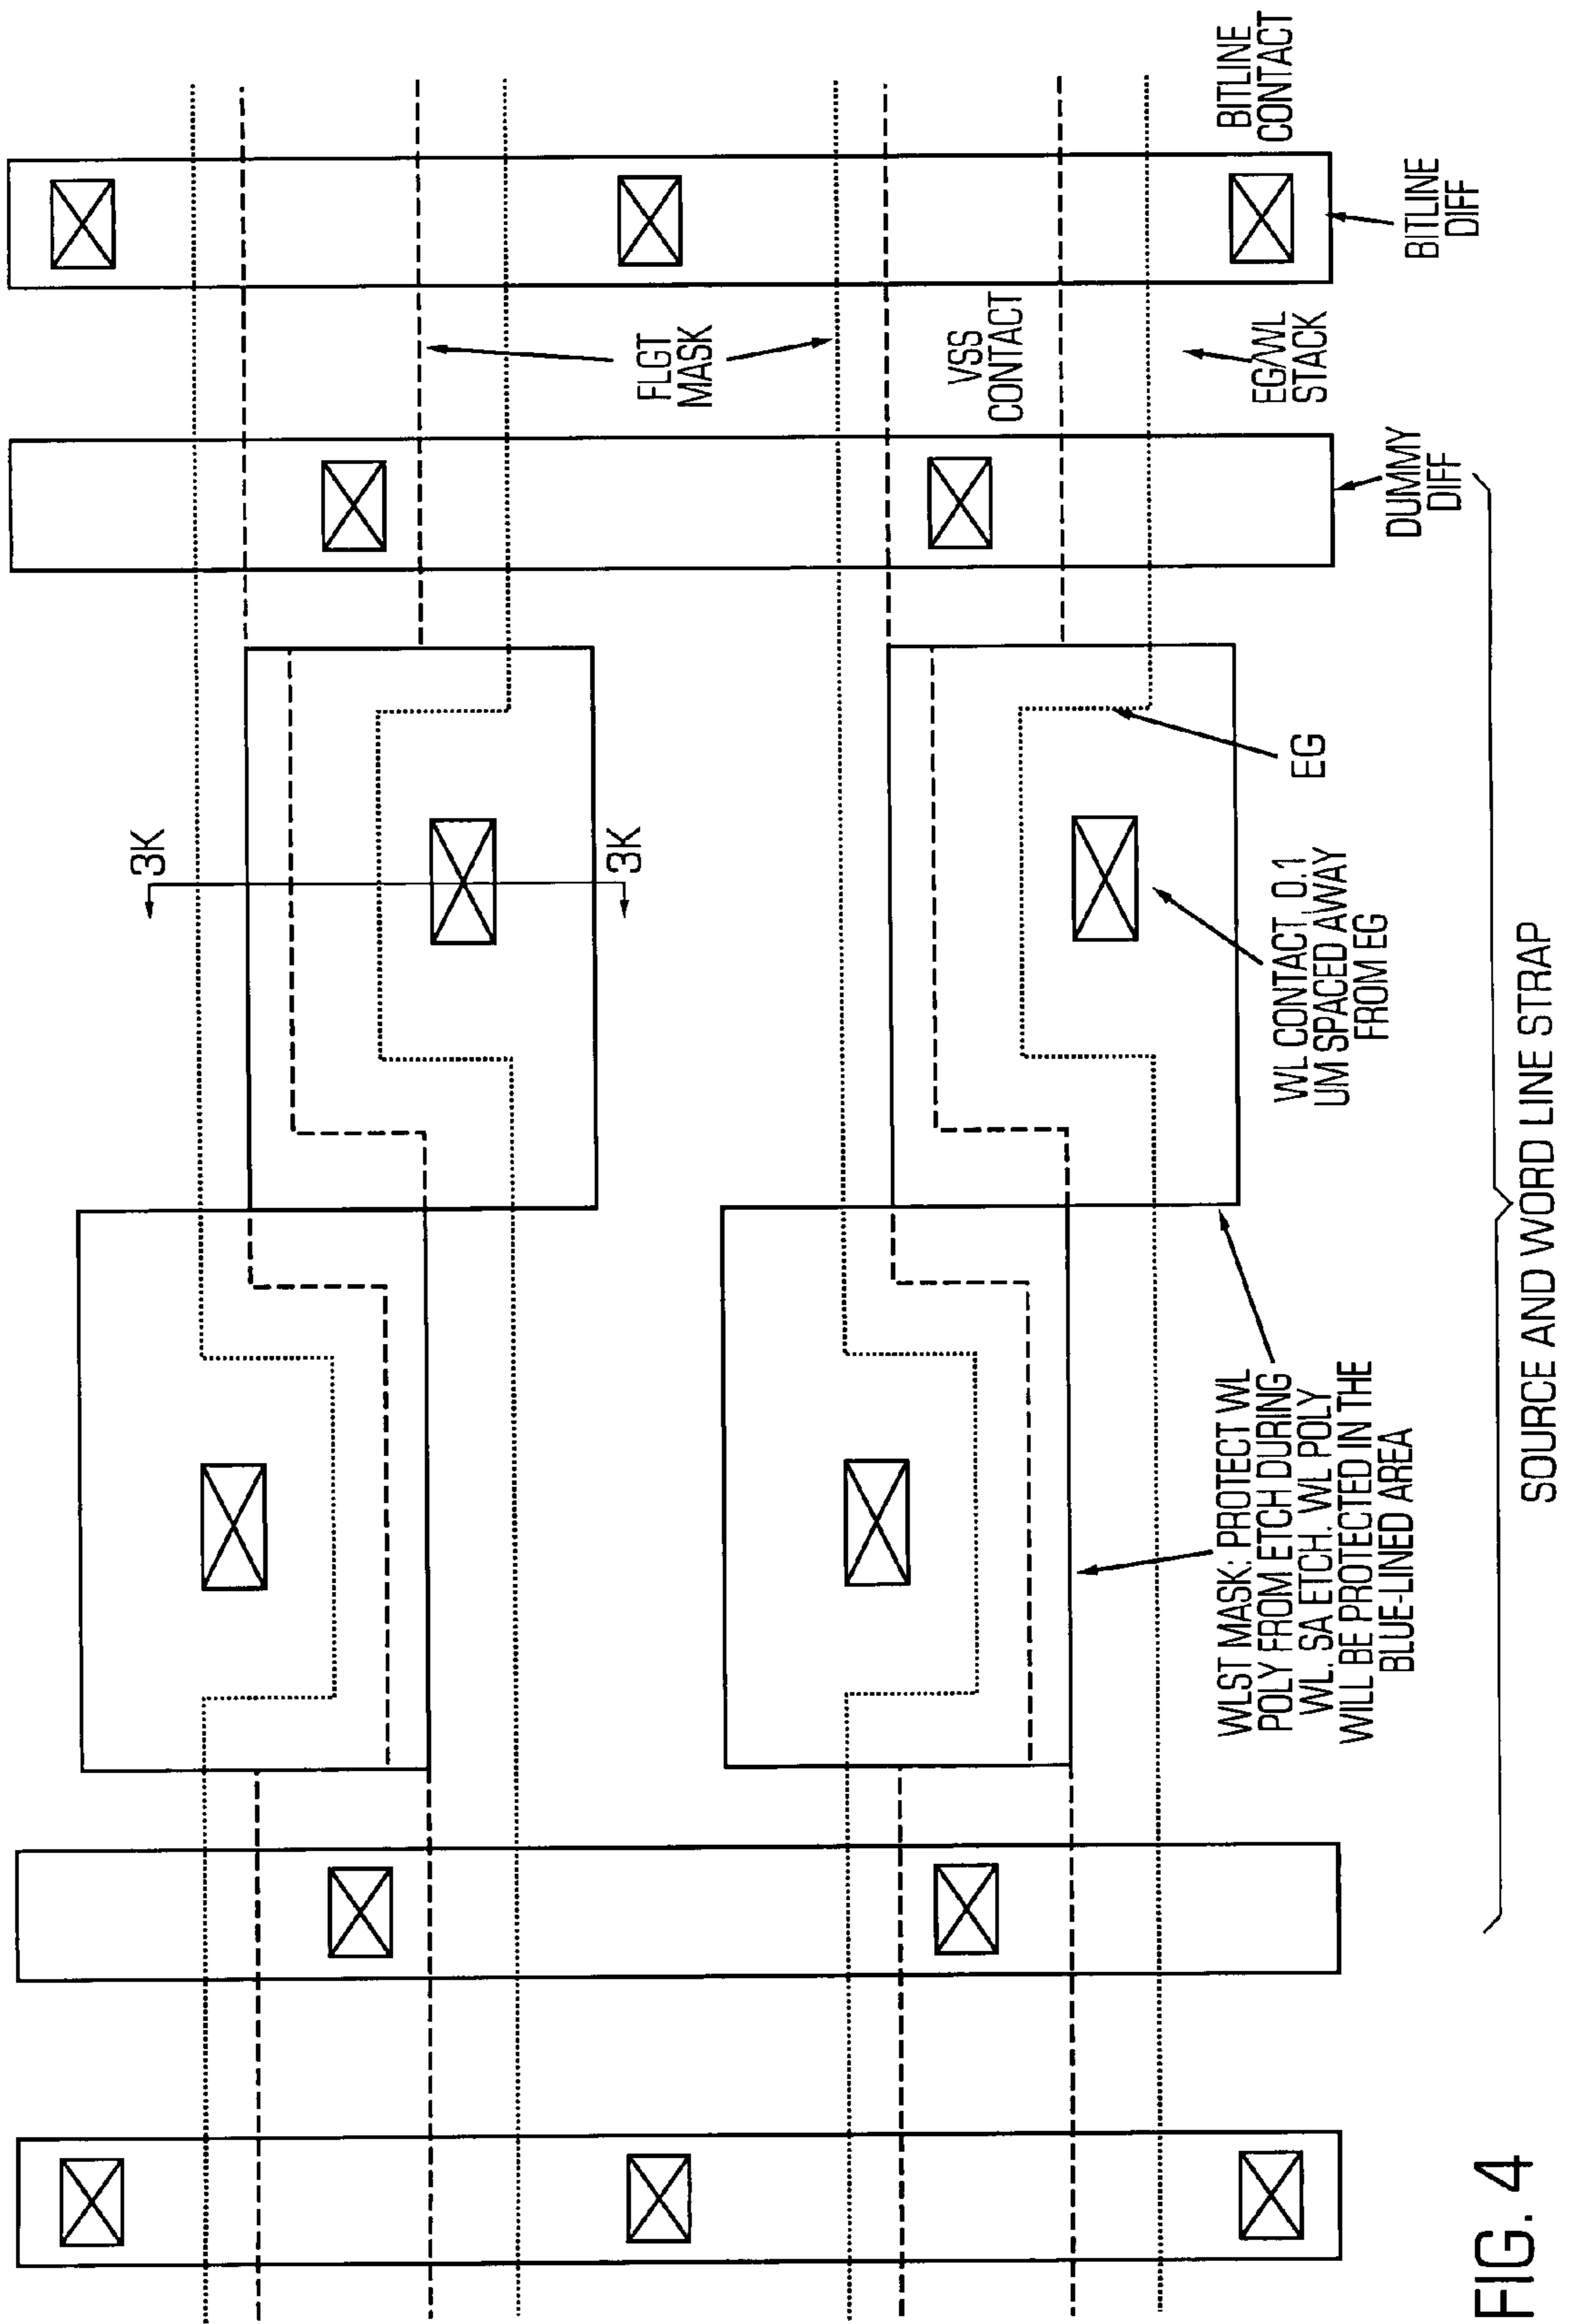 3K
3K
FLGT
MASK
VSS
CONTACT
BITLINE
CONTACT
BITLINE
DIFF
EG/WL
STACK
DUMMY
DIFF
EG
WL CONTACT 0.1
UM SPACED AWAY
FROM EG
WLST MASK: PROTECT WL
POLY FROM ETCH DURING
WL. SA ETCH. WL POLY
WILL BE PROTECTED IN THE
BLUE-LINED AREA
SOURCE AND WORD LINE STRAP
FIG. 4